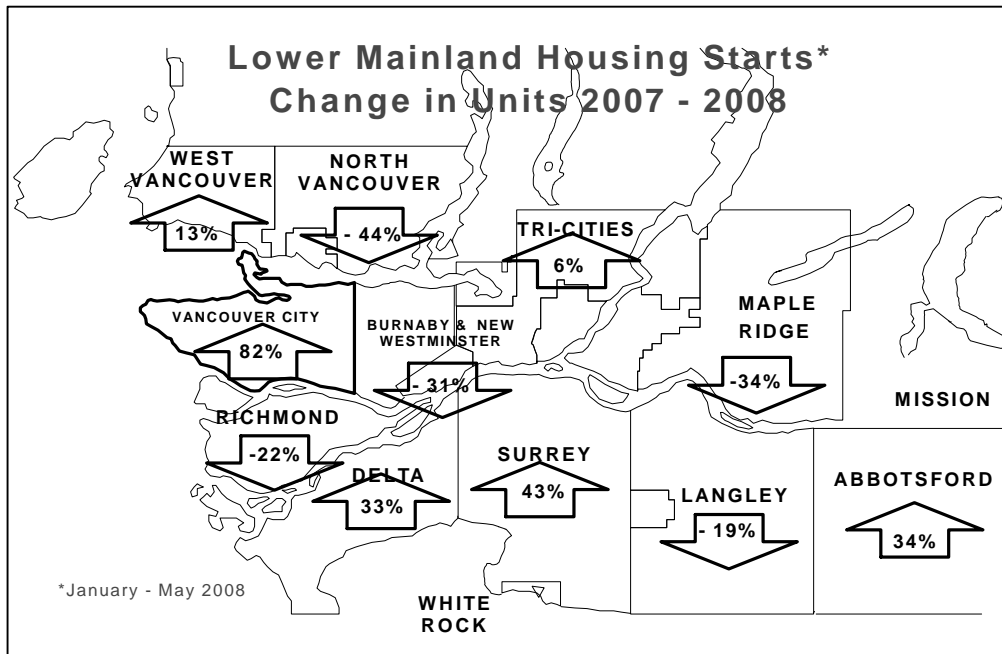 Lower Mainland Housing Starts*
Change in Units 2007 - 2008
WEST
VANCOUVER
13%
NORTH
VANCOUVER
- 44%
TRI-CITIES
6%
VANCOUVER CITY
82%
BURNABY & NEW
WESTMINSTER
- 31%
MAPLE
RIDGE
-34%
MISSION
RICHMOND
-22%
DELTA
33%
SURREY
43%
LANGLEY
- 19%
ABBOTSFORD
34%
*January - May 2008
WHITE
ROCK